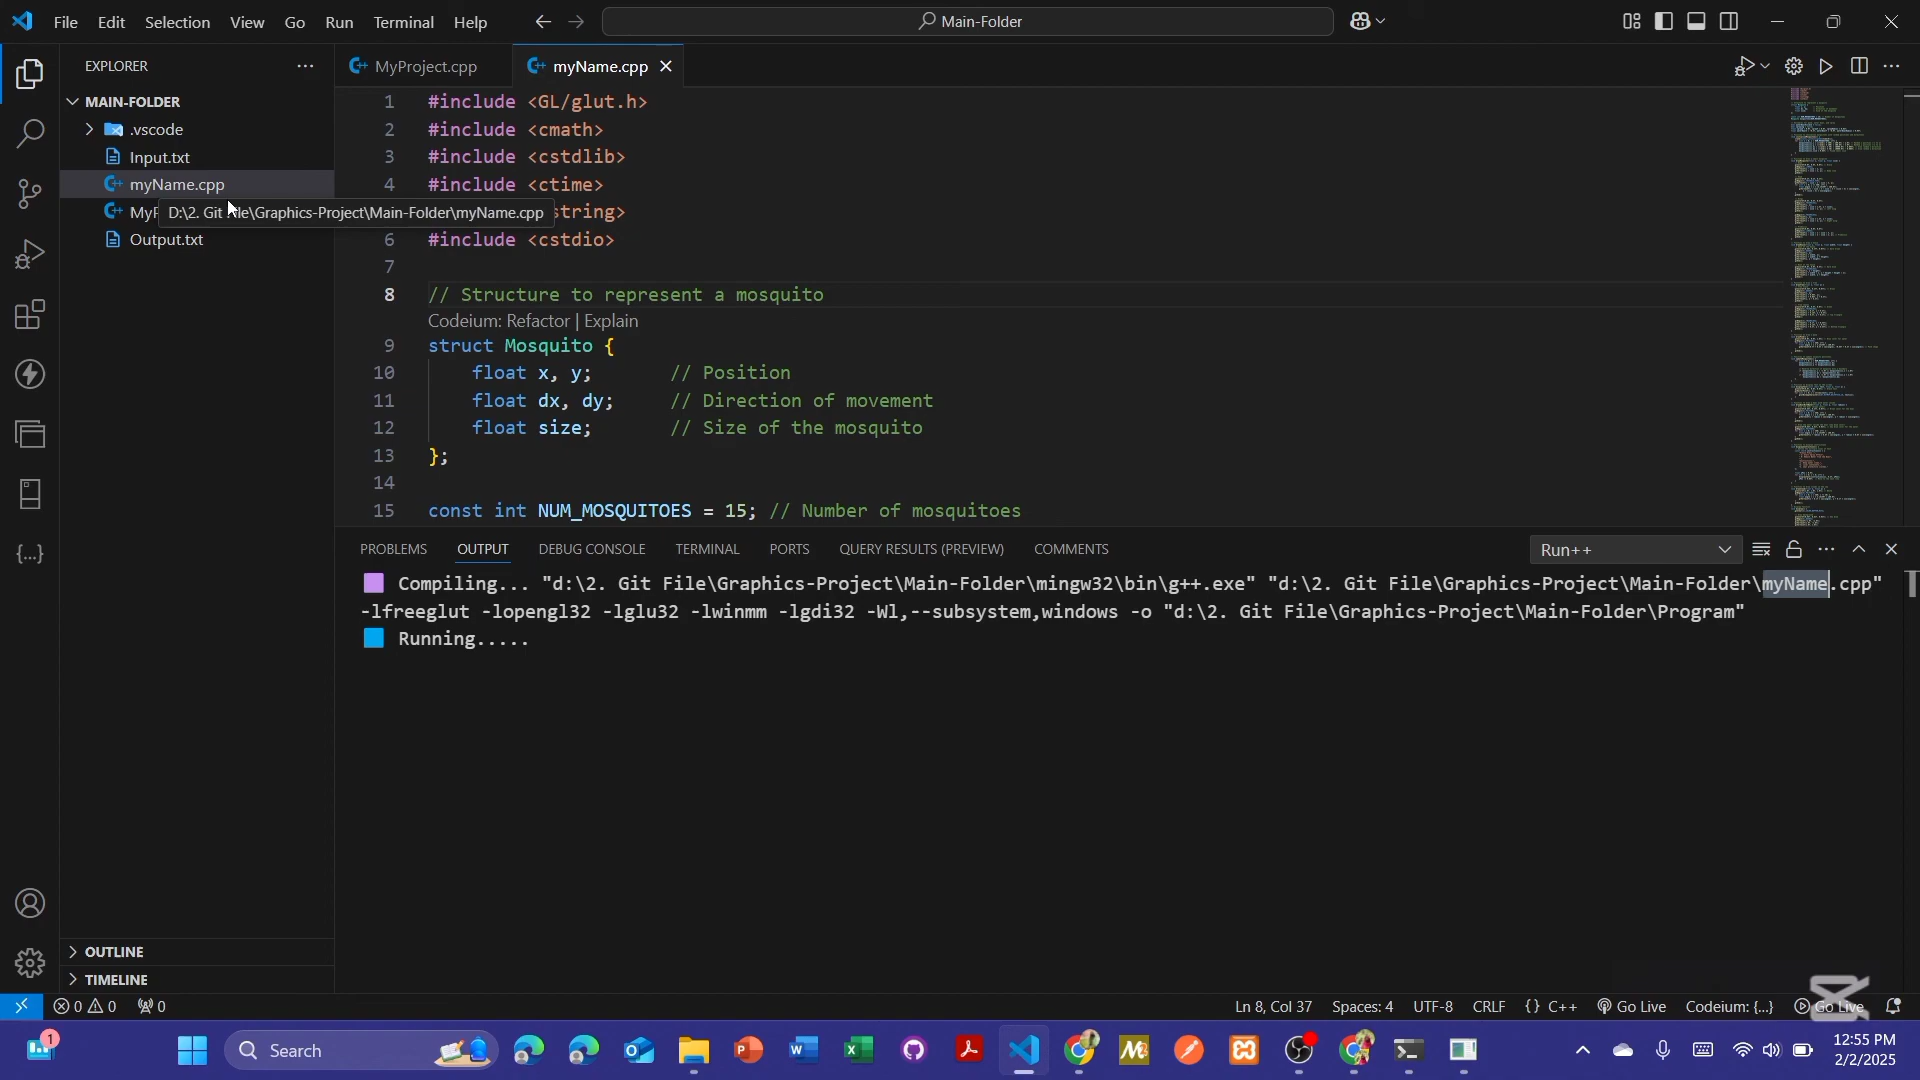 File Edit Selection View Go Run Terminal Help
Main-Folder
EXPLORER
MAIN-FOLDER
.vscode
Input.txt
myName.cpp
MyP
Output.txt
D:\2. Git File\Graphics-Project\Main-Folder\myName.cpp
OUTLINE
TIMELINE
MyProject.cpp myName.cpp
1 #include <GL/glut.h>
2 #include <cmath>
3 #include <cstdlib>
4 #include <ctime>
string>
6 #include <cstdio>
7
8 // Structure to represent a mosquito
Codeium: Refactor | Explain
9 struct Mosquito {
10 float x, y; // Position
11 float dx, dy; // Direction of movement
12 float size; // Size of the mosquito
13 };
14
15 const int NUM_MOSQUITOES = 15; // Number of mosquitoes
PROBLEMS OUTPUT DEBUG CONSOLE TERMINAL PORTS QUERY RESULTS (PREVIEW) COMMENTS
Run++
Compiling... "d:\2. Git File\Graphics-Project\Main-Folder\mingw32\bin\g++.exe" "d:\2. Git File\Graphics-Project\Main-Folder\myName.cpp"
-lfreeglut -lopengl32 -lglu32 -lwinmm -lgdi32 -Wl,--subsystem,windows -o "d:\2. Git File\Graphics-Project\Main-Folder\Program"
Running.....
0 0 0
Ln 8, Col 37 Spaces: 4 UTF-8 CRLF {} C++ Go Live Codeium: {...} Go Live
1
Search
12:55 PM
2/2/2025